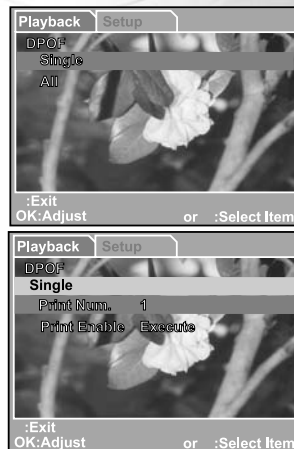 Playback Setup
DPOF
Single
All
:Exit
OK:Adjust or :Select Item
Playback Setup
DPOF
Single
Print Num. 1
Print Enable Execute
:Exit
OK:Adjust or :Select Item